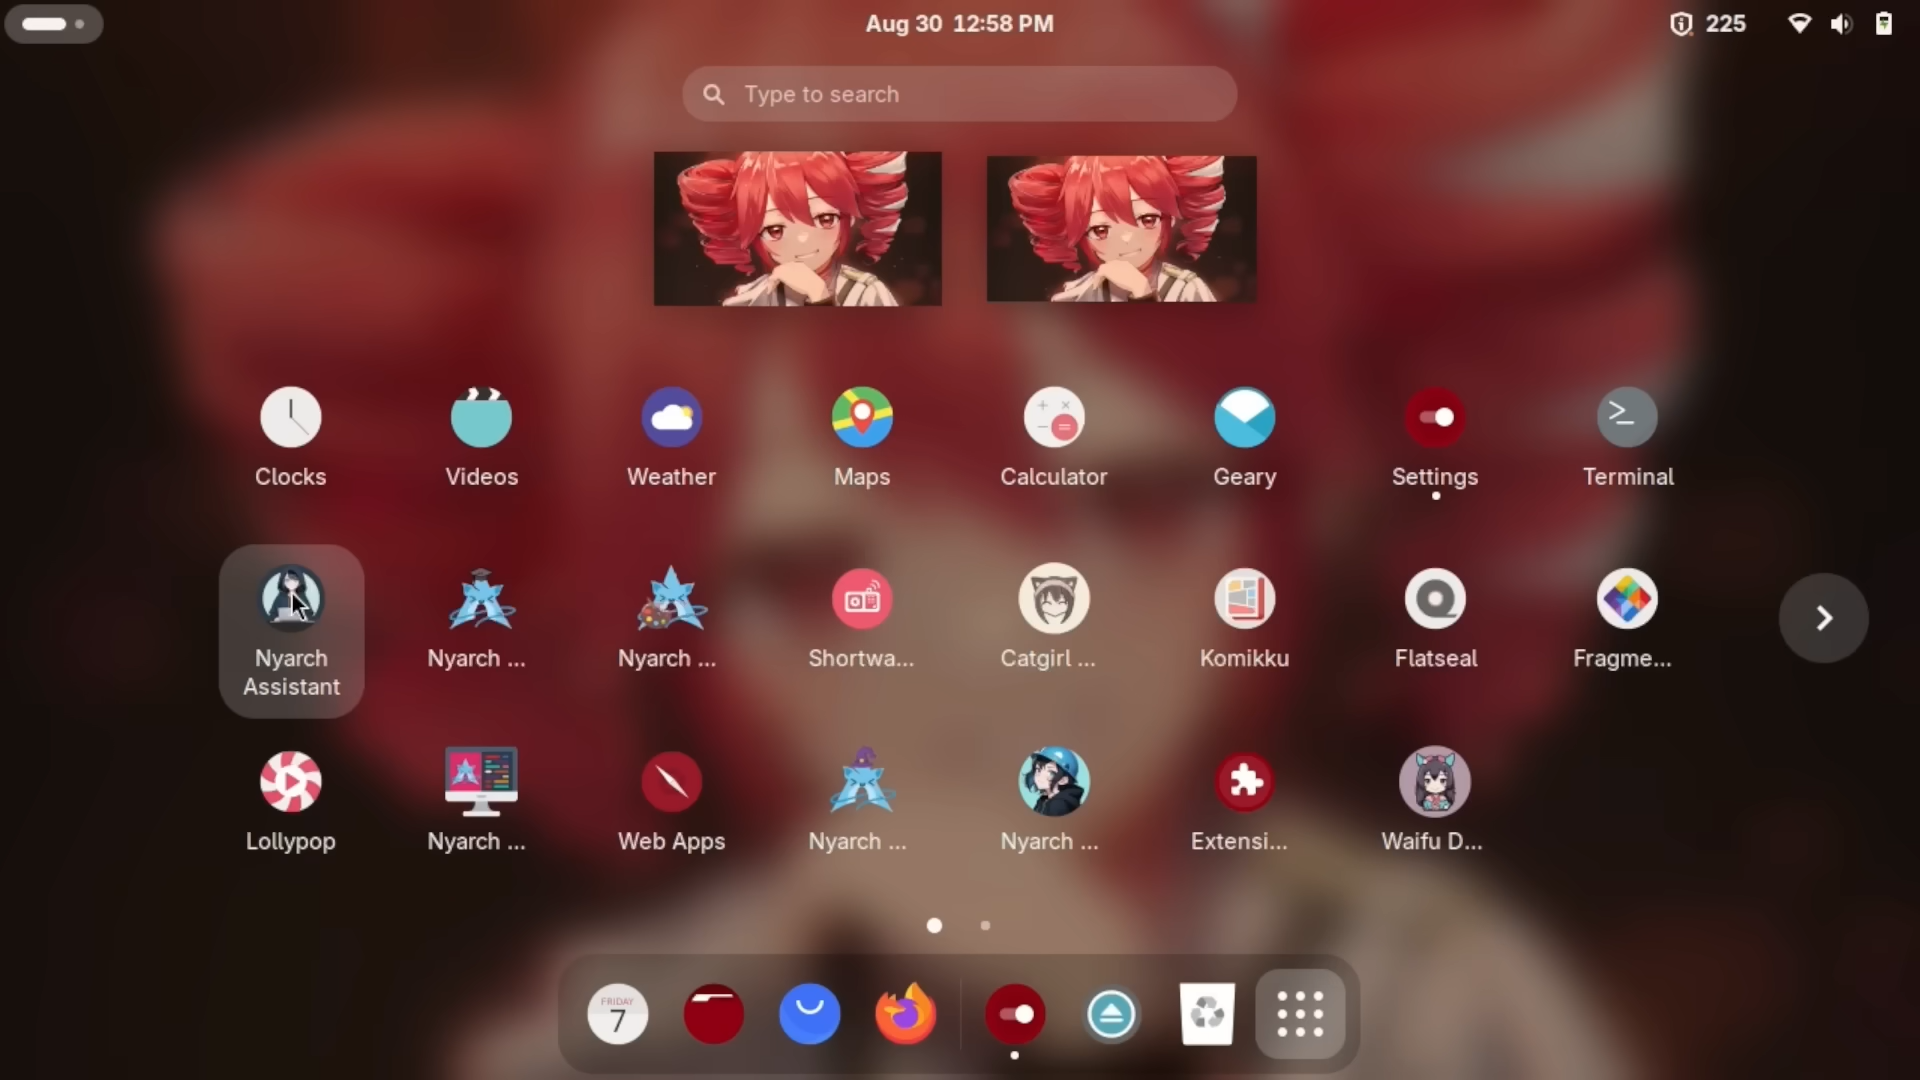 Aug 30 12:58 PM
225
Type to search
Clocks
Videos
Weather
Maps
Calculator
Geary
Settings
Terminal
Nyarch
Assistant
Nyarch ...
Nyarch ...
Shortwa...
Catgirl ...
Komikku
Flatseal
Fragme...
Lollypop
Nyarch ...
Web Apps
Nyarch ...
Nyarch ...
Extensi...
Waifu D...
FRIDAY
7